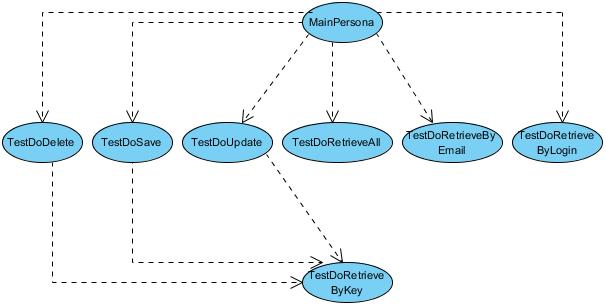 MainPersona
TestDoDelete
TestDoSave
TestDoUpdate
TestDoRetrieveAll
TestDoRetrieveBy
Email
TestDoRetrieve
ByLogin
TestDoRetrieve
ByKey